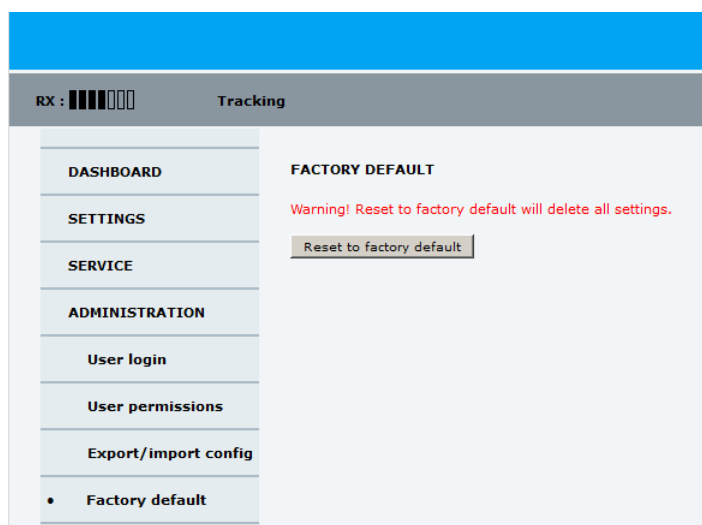 RX :
Tracking
DASHBOARD
SETTINGS
SERVICE
ADMINISTRATION
User login
User permissions
Export/import config
• Factory default
FACTORY DEFAULT
Warning! Reset to factory default will delete all settings.
Reset to factory default